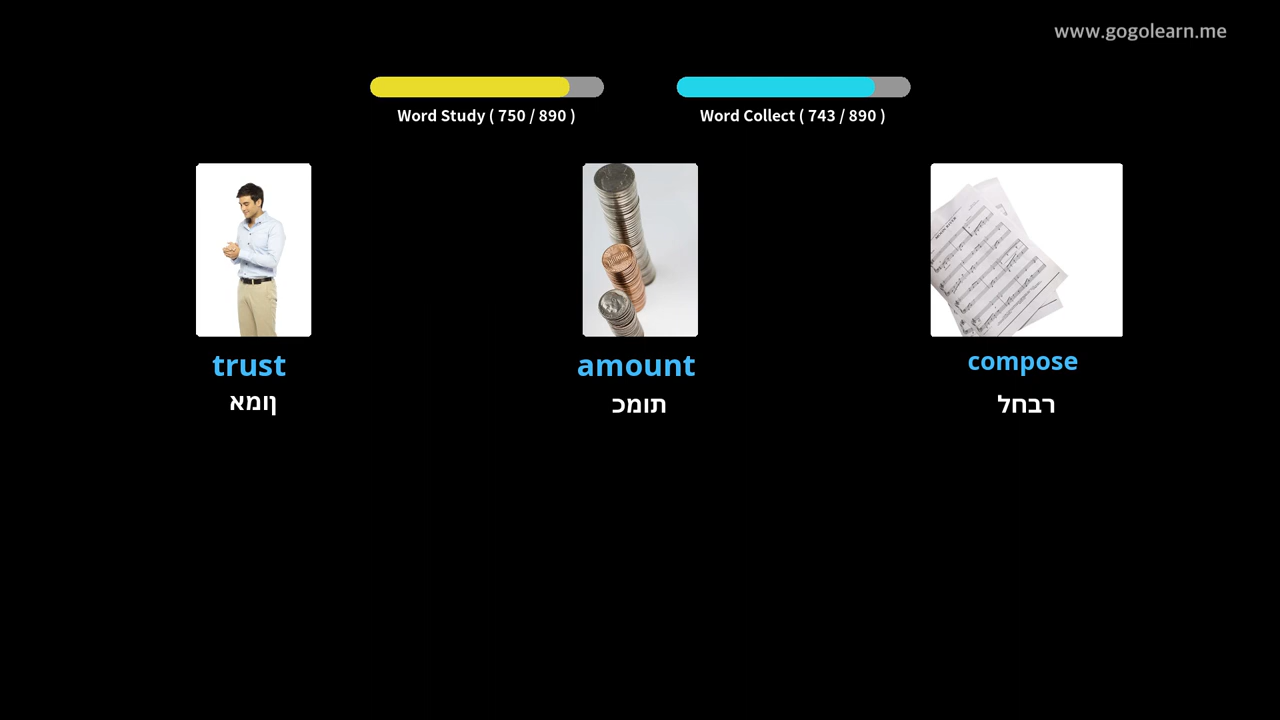 www.gogolearn.me
Word Study ( 750 / 890 )
Word Collect ( 743 / 890 )
trust
ןומא
amount
תומכ
compose
רבחל